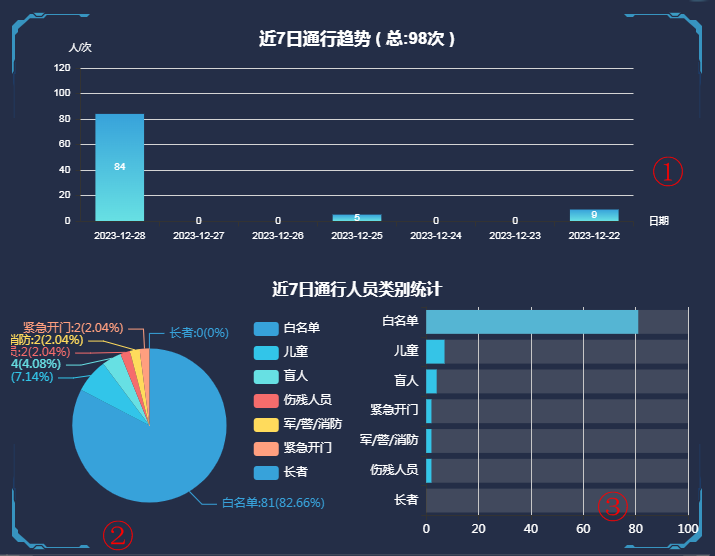 近7日通行趋势 ( 总:98次 )
人/次
120
100
80
60
40
20
0
84
0
0
5
0
0
9
2023-12-28
2023-12-27
2023-12-26
2023-12-25
2023-12-24
2023-12-23
2023-12-22
日期
①
近7日通行人员类别统计
紧急开门:2(2.04%)
消防:2(2.04%)
员:2(2.04%)
4(4.08%)
(7.14%)
长者:0(0%)
白名单:81(82.66%)
白名单
儿童
盲人
伤残人员
军/警/消防
紧急开门
长者
②
白名单
儿童
盲人
紧急开门
军/警/消防
伤残人员
长者
0
20
40
60
80
100
③